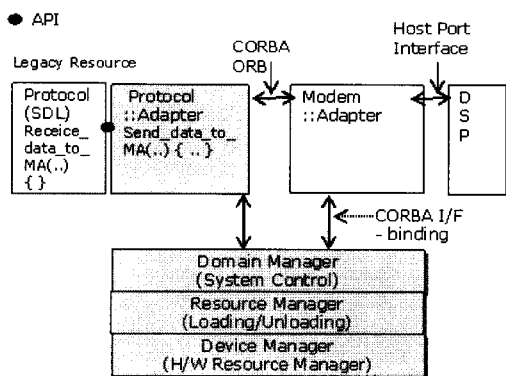 API
Legacy Resource
CORBA
ORB
Host Port
Interface
Protocol
(SDL)
Receice_
data_to_
MA(..)
{ }
Protocol
::Adapter
Send_data_to_
MA(..) { .. }
Modem
::Adapter
D
S
P
CORBA I/F
- binding
Domain Manager
(System Control)
Resource Manager
(Loading/Unloading)
Device Manager
(H/W Resource Manager)